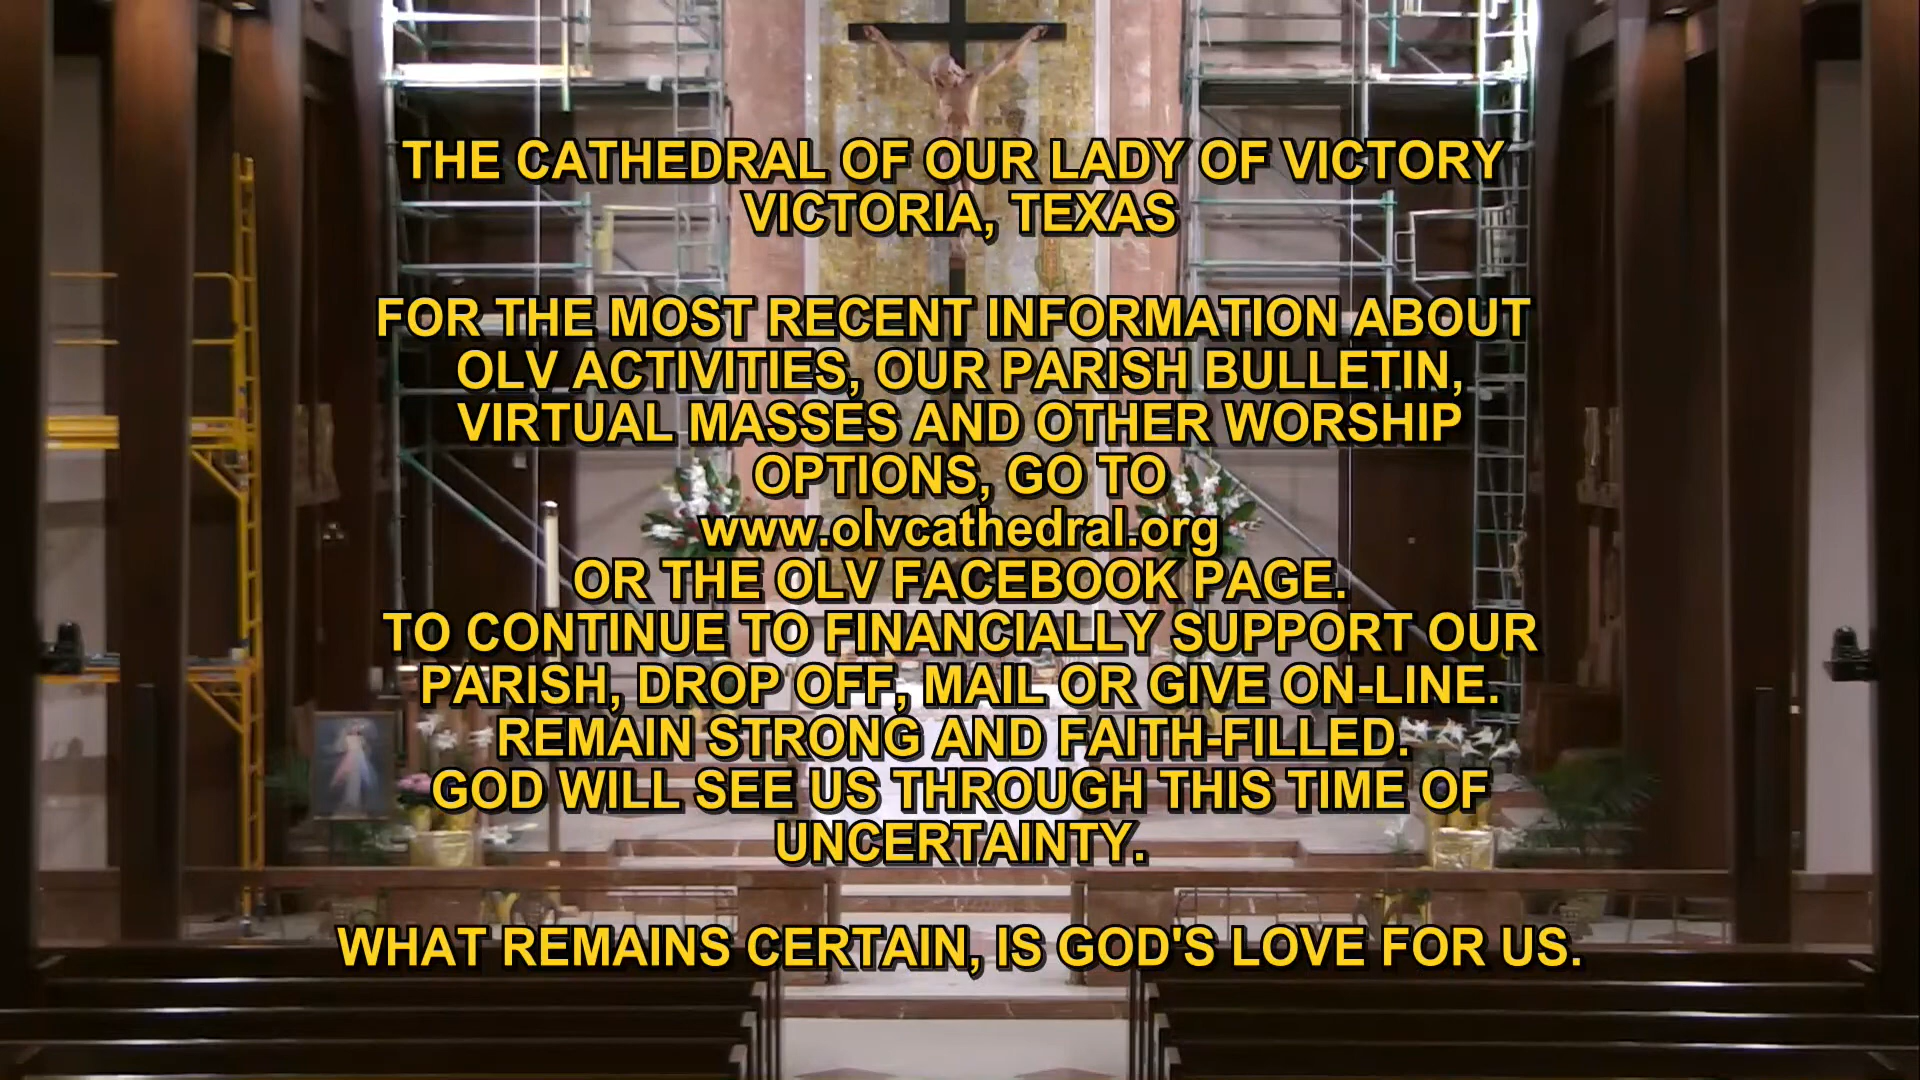 THE CATHEDRAL OF OUR LADY OF VICTORY
VICTORIA, TEXAS
FOR THE MOST RECENT INFORMATION ABOUT
OLV ACTIVITIES, OUR PARISH BULLETIN,
VIRTUAL MASSES AND OTHER WORSHIP
OPTIONS, GO TO
www.olvcathedral.org
OR THE OLV FACEBOOK PAGE.
TO CONTINUE TO FINANCIALLY SUPPORT OUR
PARISH, DROP OFF, MAIL OR GIVE ON-LINE.
REMAIN STRONG AND FAITH-FILLED.
GOD WILL SEE US THROUGH THIS TIME OF
UNCERTAINTY.
WHAT REMAINS CERTAIN, IS GOD'S LOVE FOR US.